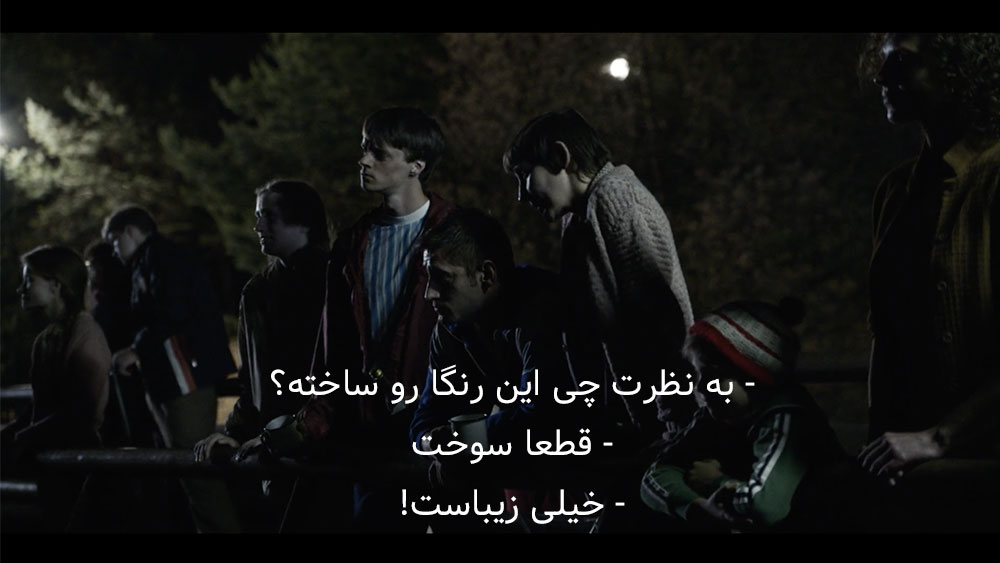 - به نظرت چی این رنگا رو ساخته؟
- قطعا سوخت
- خیلی زیباست!